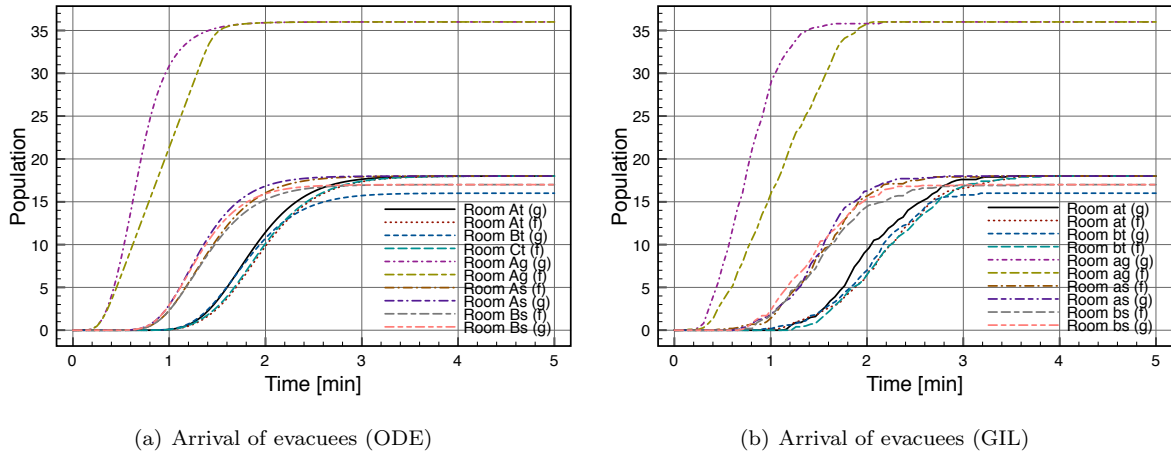 Population
35
30
25
20
15
10
5
0
Room At (g)
Room At (f)
Room Bt (g)
Room Ct (f)
Room Ag (g)
Room Ag (f)
Room As (f)
Room As (g)
Room Bs (f)
Room Bs (g)
0 1 2 3 4 5
Time [min]
(a) Arrival of evacuees (ODE)
Population
35
30
25
20
15
10
5
0
Room at (g)
Room at (f)
Room bt (g)
Room bt (f)
Room ag (g)
Room ag (f)
Room as (f)
Room as (g)
Room bs (f)
Room bs (g)
0 1 2 3 4 5
Time [min]
(b) Arrival of evacuees (GIL)